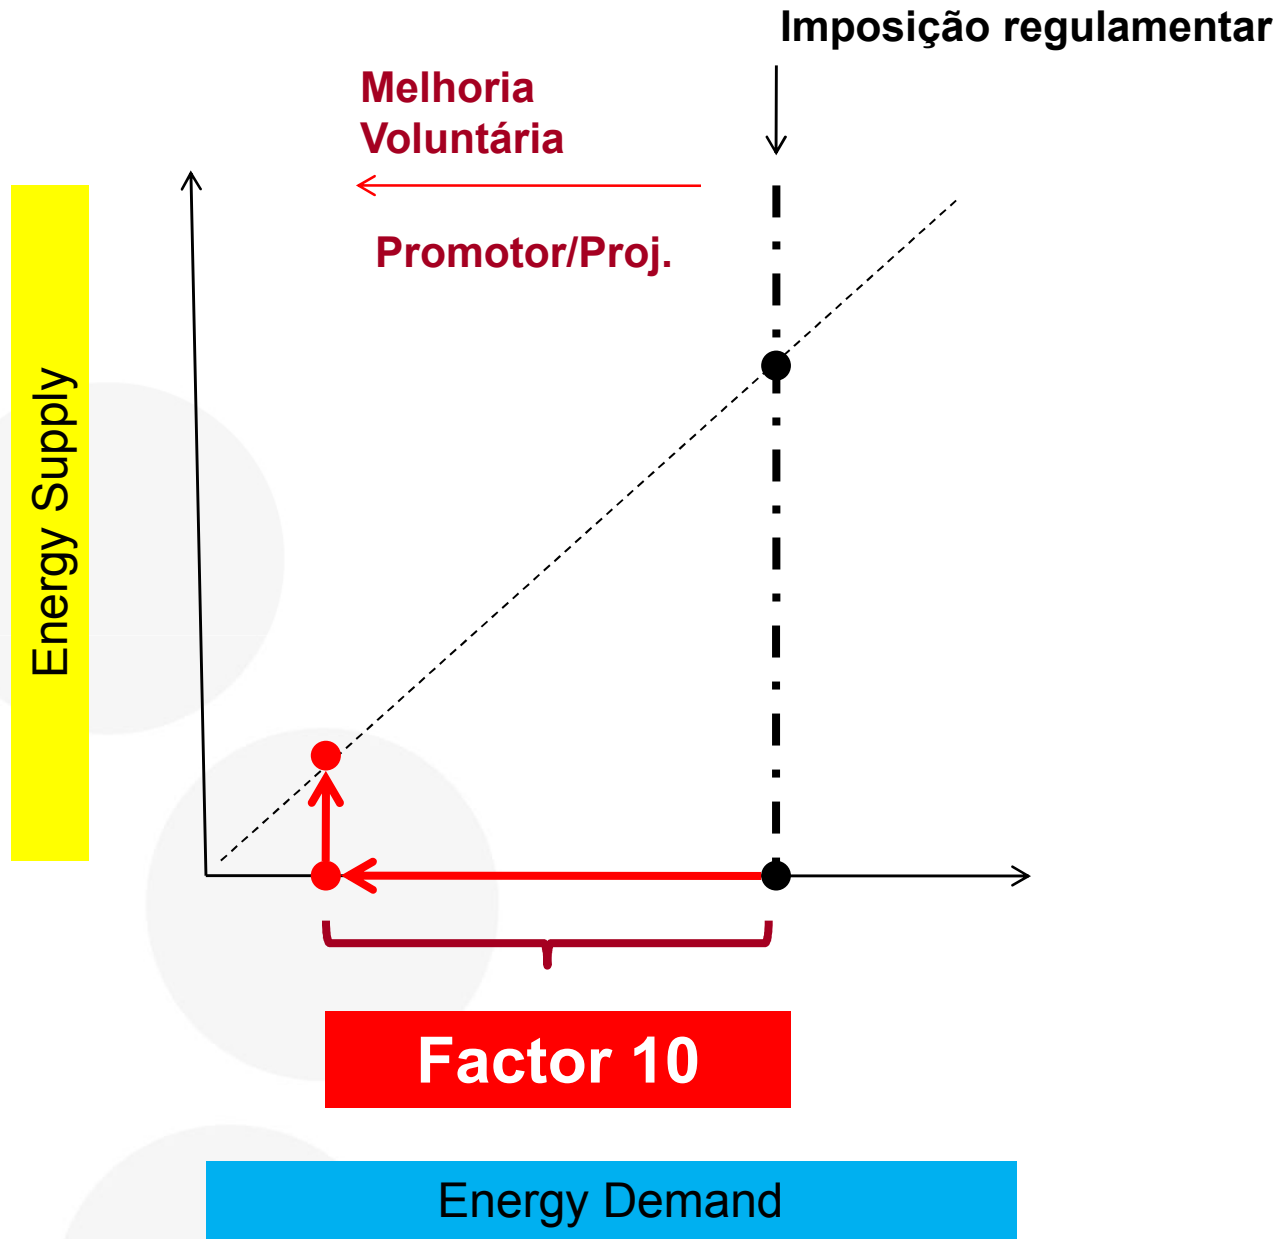 Imposição regulamentar
Melhoria
Voluntária
Promotor/Proj.
Energy Supply
Factor 10
Energy Demand